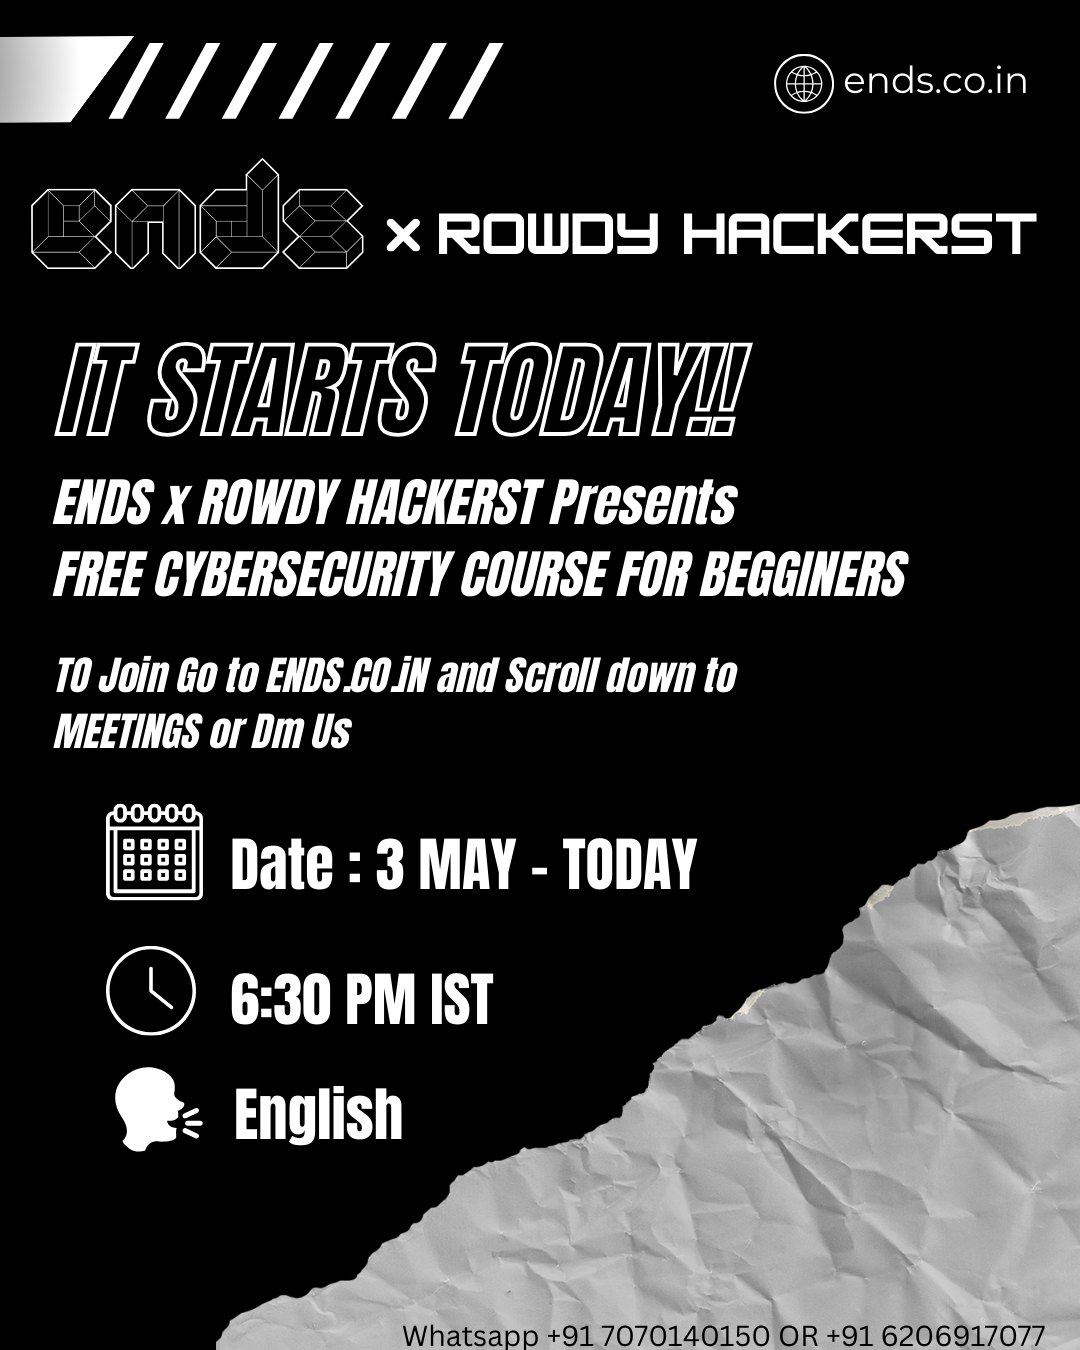 ends.co.in
ends x ROWDY HACKERST
IT STARTS TODAY!!
ENDS x ROWDY HACKERST Presents
FREE CYBERSECURITY COURSE FOR BEGGINERS
TO Join Go to ENDS.CO.iN and Scroll down to
MEETINGS or Dm Us
Date : 3 MAY - TODAY
6:30 PM IST
English
Whatsapp +91 7070140150 OR +91 6206917077